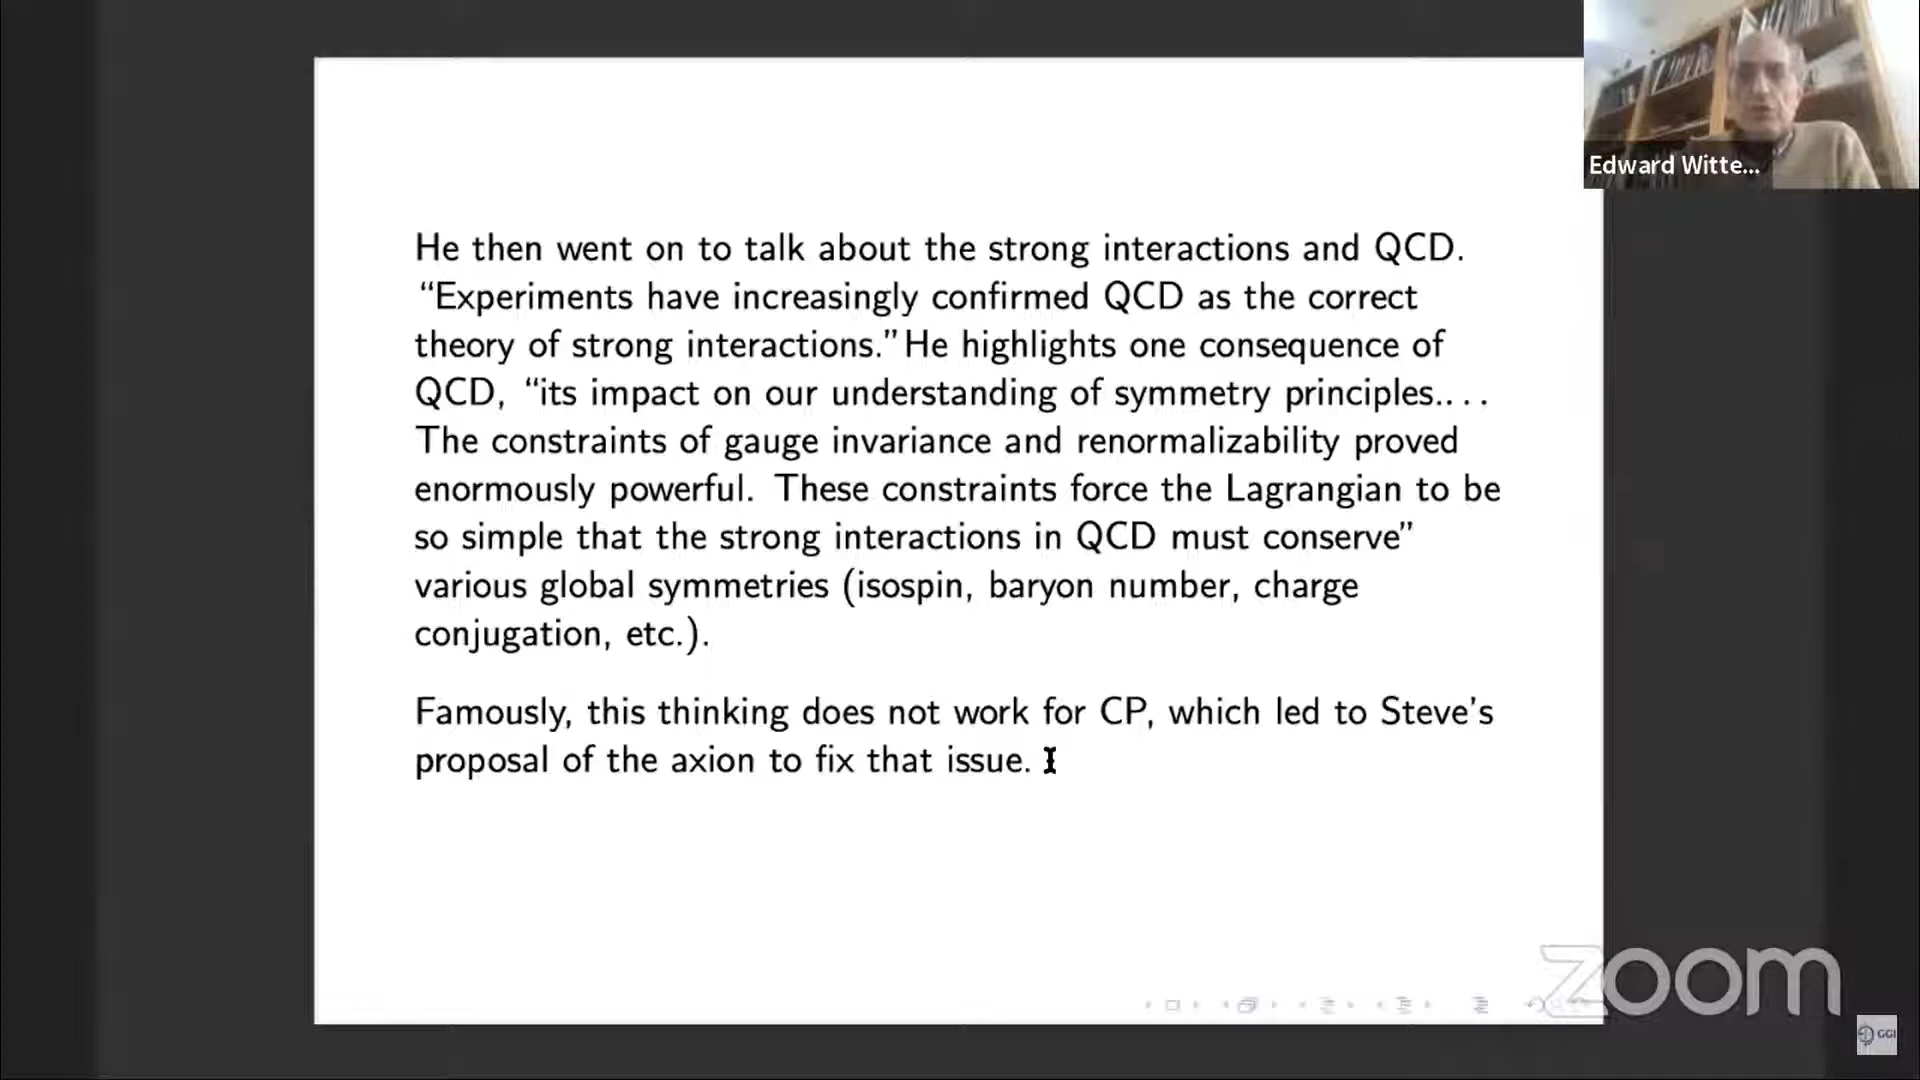 Edward Witte...
He then went on to talk about the strong interactions and QCD.
“Experiments have increasingly confirmed QCD as the correct
theory of strong interactions.” He highlights one consequence of
QCD, “its impact on our understanding of symmetry principles....
The constraints of gauge invariance and renormalizability proved
enormously powerful. These constraints force the Lagrangian to be
so simple that the strong interactions in QCD must conserve”
various global symmetries (isospin, baryon number, charge
conjugation, etc.).
Famously, this thinking does not work for CP, which led to Steve’s
proposal of the axion to fix that issue.
zoom
GGI